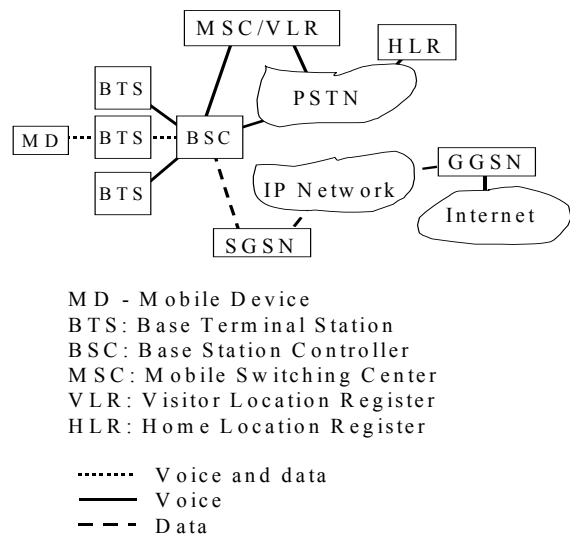 MSC/VLR
HLR
BTS
PSTN
MD
BTS
BSC
BTS
IP Network
GGSN
Internet
SGSN
MD - Mobile Device
BTS: Base Terminal Station
BSC: Base Station Controller
MSC: Mobile Switching Center
VLR: Visitor Location Register
HLR: Home Location Register
Voice and data
Voice
Data